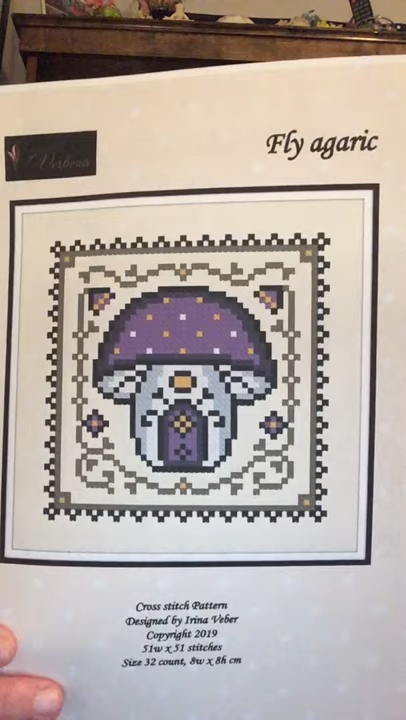 Fly agaric
Cross stitch Pattern
Designed by Irina Veber
Copyright 2019
51w x 51 stitches
Size 32 count, 8w x 8h cm